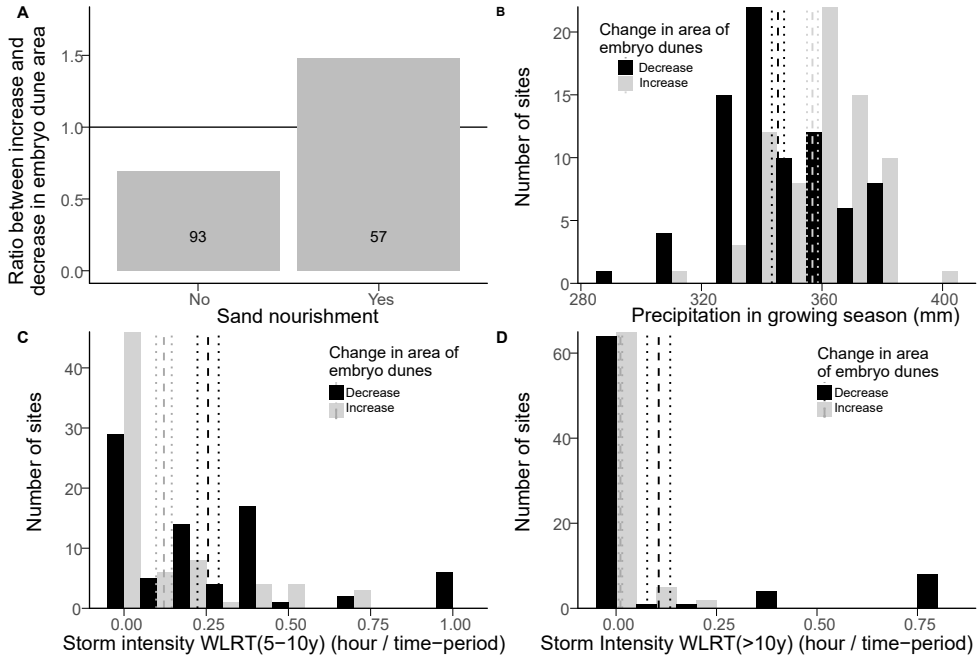 A
Ratio between increase and
decrease in embryo dune area
1.5
1.0
0.5
0.0
93
57
No
Yes
Sand nourishment
B
Number of sites
20
15
10
5
0
Change in area of
embryo dunes
Decrease
Increase
280
320
360
400
Precipitation in growing season (mm)
C
Number of sites
40
30
20
10
0
Change in area of
embryo dunes
Decrease
Increase
0.00
0.25
0.50
0.75
1.00
Storm intensity WLRT(5−10y) (hour / time−period)
D
Number of sites
60
40
20
0
Change in area
of embryo dunes
Decrease
Increase
0.00
0.25
0.50
0.75
Storm Intensity WLRT(>10y) (hour / time−period)